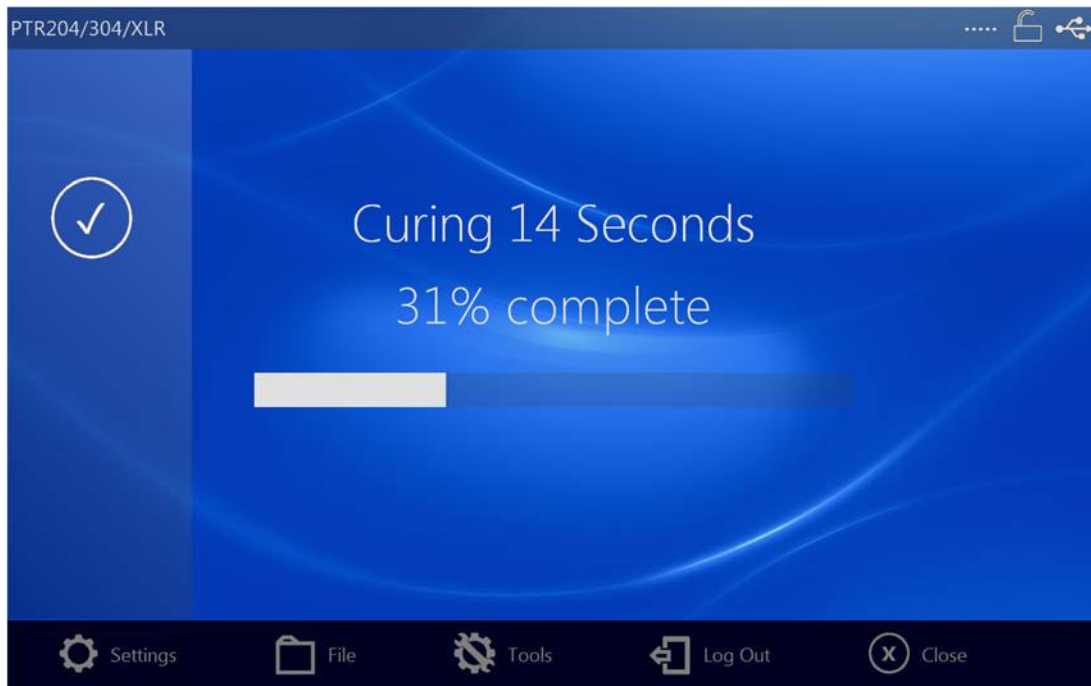 PTR204/304/XLR
Curing 14 Seconds
31% complete
Settings
File
Tools
Log Out
X
Close